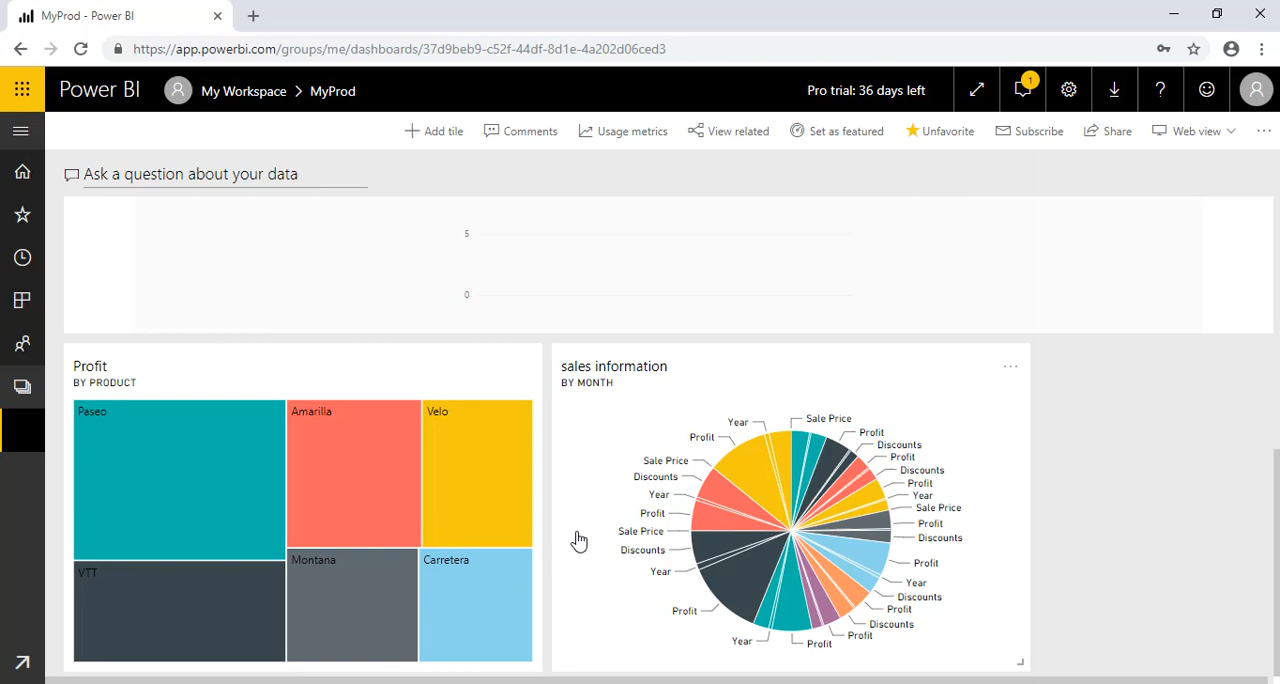 MyProd - Power BI
https://app.powerbi.com/groups/me/dashboards/37d9beb9-c52f-44df-8d1e-4a202d06ced3
Power BI My Workspace > MyProd Pro trial: 36 days left 1
Add tile Comments Usage metrics View related Set as featured Unfavorite Subscribe Share Web view
Ask a question about your data
5
0
Profit
BY PRODUCT
Paseo
Amarilla
Velo
VTT
Montana
Carretera
sales information
BY MONTH
Sale Price
Profit
Discounts
Profit
Discounts
Profit
Year
Sale Price
Profit
Discounts
Profit
Year
Discounts
Profit
Discounts
Profit
Profit
Year
Profit
Year
Discounts
Sale Price
Profit
Year
Discounts
Sale Price
Profit
Year